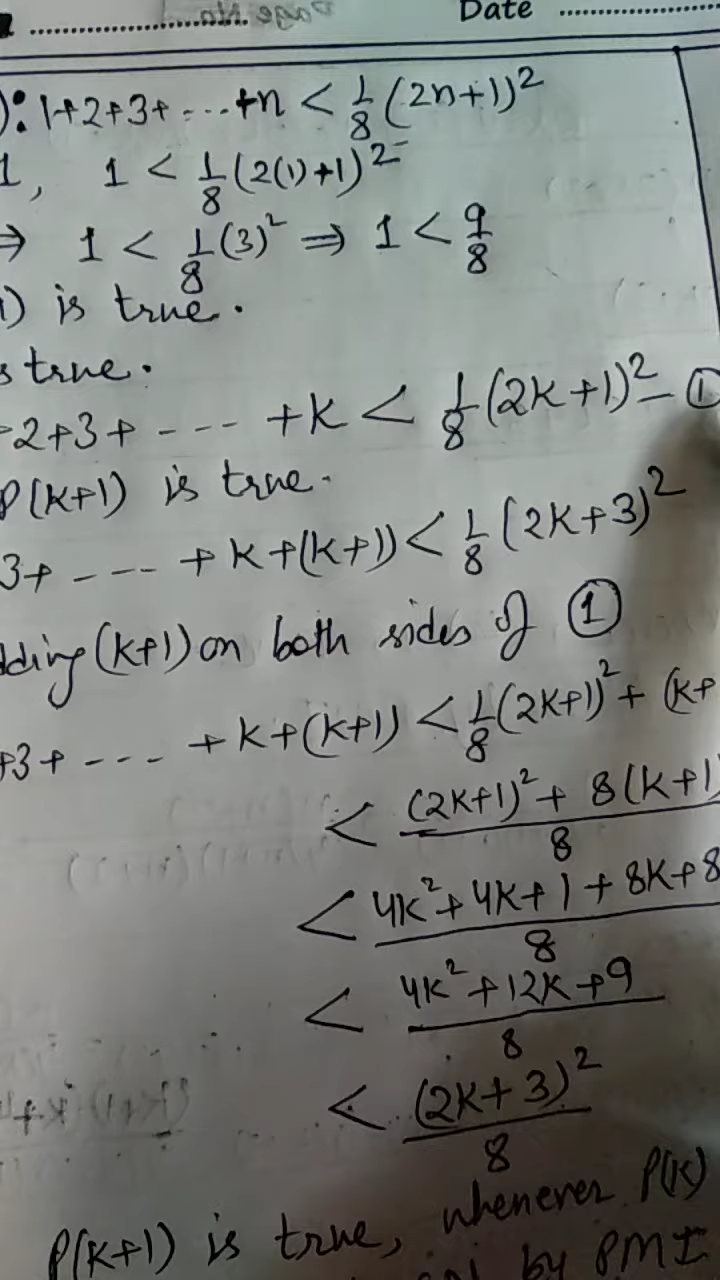 Date ....................
): 1+2+3+ ---- +n < 1/8 (2n+1)²
1, 1 < 1/8 (2(1)+1)²
⇒ 1 < 1/8 (3)² ⇒ 1 < 9/8
1) is true.
s true.
+2+3+ ---- +k < 1/8 (2k+1)² — ①
P(k+1) is true.
3+ ---- + k+(k+1) < 1/8 (2k+3)²
dding (k+1) on both sides of ①
+3+ ---- + k+(k+1) < 1/8 (2k+1)² + (k+
< (2k+1)² + 8(k+1) / 8
< 4k² + 4k + 1 + 8k + 8 / 8
< 4k² + 12k + 9 / 8
< (2k+3)² / 8
P(k+1) is true, whenever P(k)
by PMI